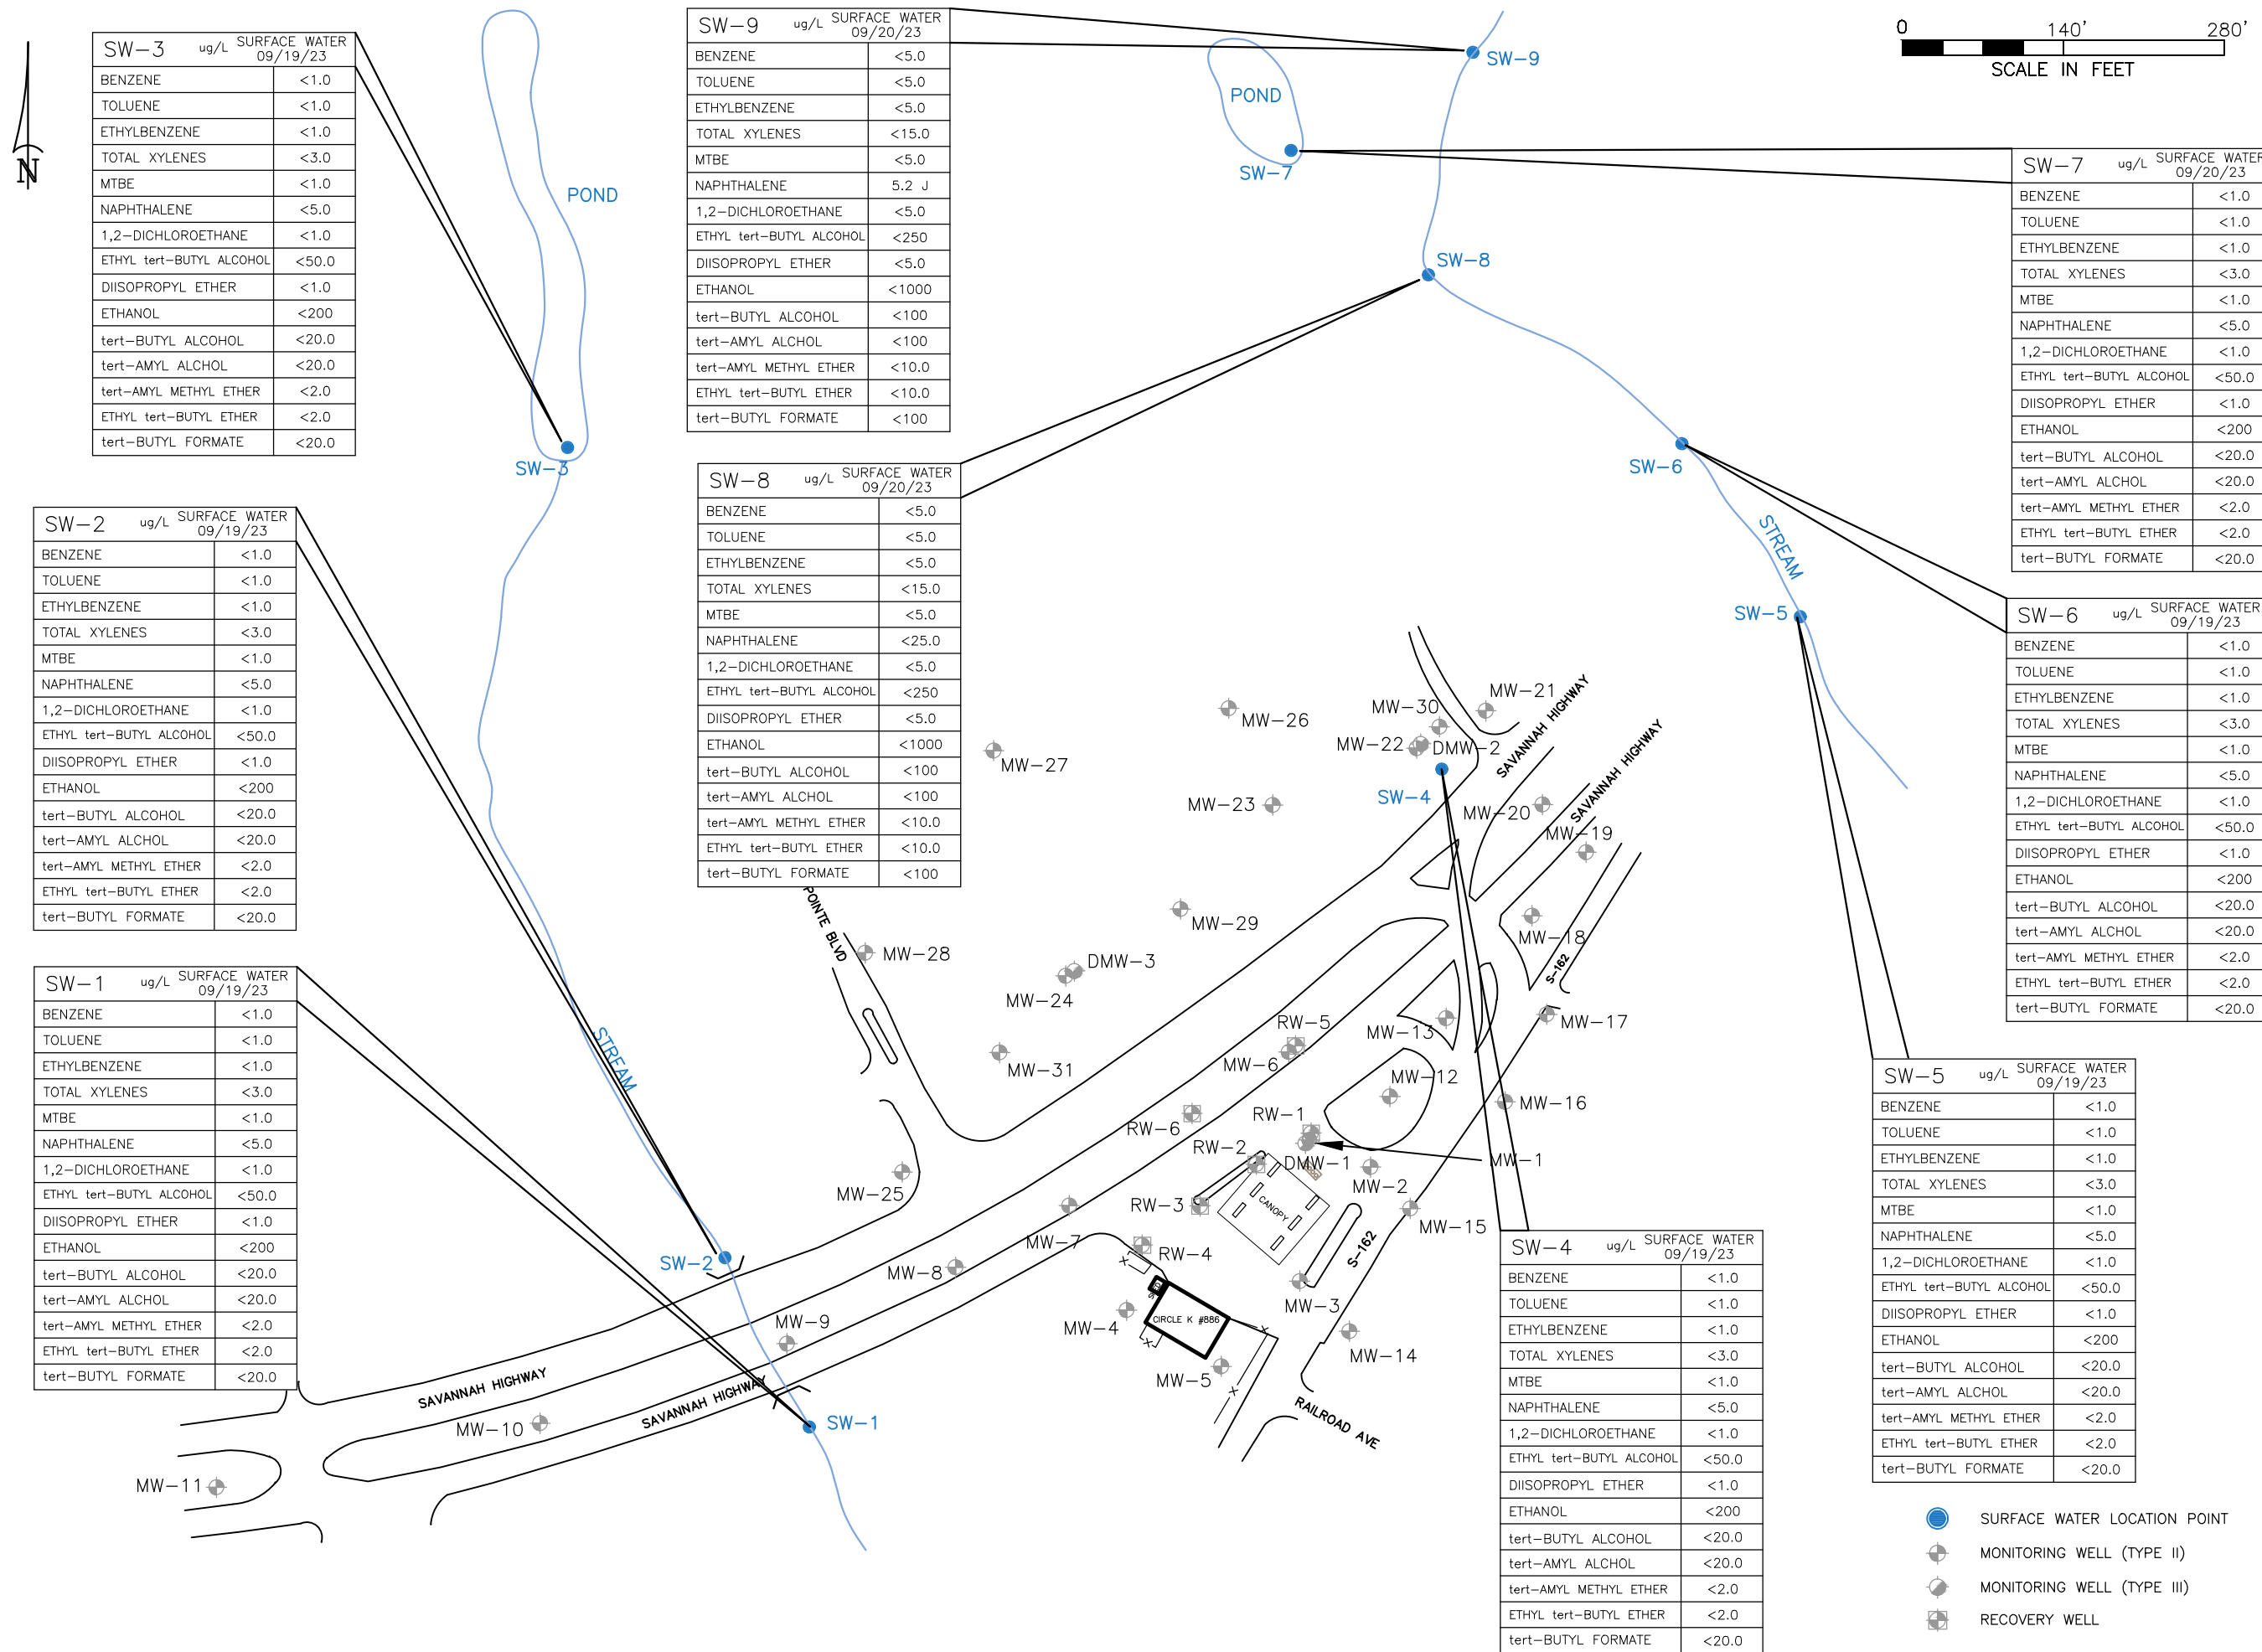 SW-3 ug/L SURFACE WATER 09/19/23
BENZENE <1.0
TOLUENE <1.0
ETHYLBENZENE <1.0
TOTAL XYLENES <3.0
MTBE <1.0
NAPHTHALENE <5.0
1,2-DICHLOROETHANE <1.0
ETHYL tert-BUTYL ALCOHOL <50.0
DIISOPROPYL ETHER <1.0
ETHANOL <200
tert-BUTYL ALCOHOL <20.0
tert-AMYL ALCHOL <20.0
tert-AMYL METHYL ETHER <2.0
ETHYL tert-BUTYL ETHER <2.0
tert-BUTYL FORMATE <20.0
SW-9 ug/L SURFACE WATER 09/20/23
BENZENE <5.0
TOLUENE <5.0
ETHYLBENZENE <5.0
TOTAL XYLENES <15.0
MTBE <5.0
NAPHTHALENE 5.2 J
1,2-DICHLOROETHANE <5.0
ETHYL tert-BUTYL ALCOHOL <250
DIISOPROPYL ETHER <5.0
ETHANOL <1000
tert-BUTYL ALCOHOL <100
tert-AMYL ALCHOL <100
tert-AMYL METHYL ETHER <10.0
ETHYL tert-BUTYL ETHER <10.0
tert-BUTYL FORMATE <100
0 140' 280'
SCALE IN FEET
N
POND
POND
SW-9
SW-7
SW-8
SW-3
SW-6
STREAM
SW-5
SW-7 ug/L SURFACE WATER 09/20/23
BENZENE <1.0
TOLUENE <1.0
ETHYLBENZENE <1.0
TOTAL XYLENES <3.0
MTBE <1.0
NAPHTHALENE <5.0
1,2-DICHLOROETHANE <1.0
ETHYL tert-BUTYL ALCOHOL <50.0
DIISOPROPYL ETHER <1.0
ETHANOL <200
tert-BUTYL ALCOHOL <20.0
tert-AMYL ALCHOL <20.0
tert-AMYL METHYL ETHER <2.0
ETHYL tert-BUTYL ETHER <2.0
tert-BUTYL FORMATE <20.0
SW-2 ug/L SURFACE WATER 09/19/23
BENZENE <1.0
TOLUENE <1.0
ETHYLBENZENE <1.0
TOTAL XYLENES <3.0
MTBE <1.0
NAPHTHALENE <5.0
1,2-DICHLOROETHANE <1.0
ETHYL tert-BUTYL ALCOHOL <50.0
DIISOPROPYL ETHER <1.0
ETHANOL <200
tert-BUTYL ALCOHOL <20.0
tert-AMYL ALCHOL <20.0
tert-AMYL METHYL ETHER <2.0
ETHYL tert-BUTYL ETHER <2.0
tert-BUTYL FORMATE <20.0
SW-8 ug/L SURFACE WATER 09/20/23
BENZENE <5.0
TOLUENE <5.0
ETHYLBENZENE <5.0
TOTAL XYLENES <15.0
MTBE <5.0
NAPHTHALENE <25.0
1,2-DICHLOROETHANE <5.0
ETHYL tert-BUTYL ALCOHOL <250
DIISOPROPYL ETHER <5.0
ETHANOL <1000
tert-BUTYL ALCOHOL <100
tert-AMYL ALCHOL <100
tert-AMYL METHYL ETHER <10.0
ETHYL tert-BUTYL ETHER <10.0
tert-BUTYL FORMATE <100
SW-6 ug/L SURFACE WATER 09/19/23
BENZENE <1.0
TOLUENE <1.0
ETHYLBENZENE <1.0
TOTAL XYLENES <3.0
MTBE <1.0
NAPHTHALENE <5.0
1,2-DICHLOROETHANE <1.0
ETHYL tert-BUTYL ALCOHOL <50.0
DIISOPROPYL ETHER <1.0
ETHANOL <200
tert-BUTYL ALCOHOL <20.0
tert-AMYL ALCHOL <20.0
tert-AMYL METHYL ETHER <2.0
ETHYL tert-BUTYL ETHER <2.0
tert-BUTYL FORMATE <20.0
SW-1 ug/L SURFACE WATER 09/19/23
BENZENE <1.0
TOLUENE <1.0
ETHYLBENZENE <1.0
TOTAL XYLENES <3.0
MTBE <1.0
NAPHTHALENE <5.0
1,2-DICHLOROETHANE <1.0
ETHYL tert-BUTYL ALCOHOL <50.0
DIISOPROPYL ETHER <1.0
ETHANOL <200
tert-BUTYL ALCOHOL <20.0
tert-AMYL ALCHOL <20.0
tert-AMYL METHYL ETHER <2.0
ETHYL tert-BUTYL ETHER <2.0
tert-BUTYL FORMATE <20.0
MW-21
MW-30
MW-26
MW-22
DMW-2
MW-27
SW-4
MW-23
MW-20
MW-19
SAVANNAH HIGHWAY
SAVANNAH HIGHWAY
POINTE BLVD
MW-29
MW-18
MW-28
DMW-3
MW-24
S-162
MW-17
MW-13
RW-5
MW-6
MW-31
MW-12
STREAM
MW-16
RW-1
RW-6
RW-2
DMW-1
MW-1
MW-2
MW-25
RW-3
CANOPY
MW-15
MW-7
RW-4
S-162
SW-2
MW-8
X
MW-3
MW-4
CIRCLE K #886
X
X
MW-14
MW-9
MW-5
X
SAVANNAH HIGHWAY
SAVANNAH HIGHWAY
SW-1
RAILROAD AVE
MW-10
MW-11
SW-5 ug/L SURFACE WATER 09/19/23
BENZENE <1.0
TOLUENE <1.0
ETHYLBENZENE <1.0
TOTAL XYLENES <3.0
MTBE <1.0
NAPHTHALENE <5.0
1,2-DICHLOROETHANE <1.0
ETHYL tert-BUTYL ALCOHOL <50.0
DIISOPROPYL ETHER <1.0
ETHANOL <200
tert-BUTYL ALCOHOL <20.0
tert-AMYL ALCHOL <20.0
tert-AMYL METHYL ETHER <2.0
ETHYL tert-BUTYL ETHER <2.0
tert-BUTYL FORMATE <20.0
SW-4 ug/L SURFACE WATER 09/19/23
BENZENE <1.0
TOLUENE <1.0
ETHYLBENZENE <1.0
TOTAL XYLENES <3.0
MTBE <1.0
NAPHTHALENE <5.0
1,2-DICHLOROETHANE <1.0
ETHYL tert-BUTYL ALCOHOL <50.0
DIISOPROPYL ETHER <1.0
ETHANOL <200
tert-BUTYL ALCOHOL <20.0
tert-AMYL ALCHOL <20.0
tert-AMYL METHYL ETHER <2.0
ETHYL tert-BUTYL ETHER <2.0
tert-BUTYL FORMATE <20.0
SURFACE WATER LOCATION POINT
MONITORING WELL (TYPE II)
MONITORING WELL (TYPE III)
RECOVERY WELL